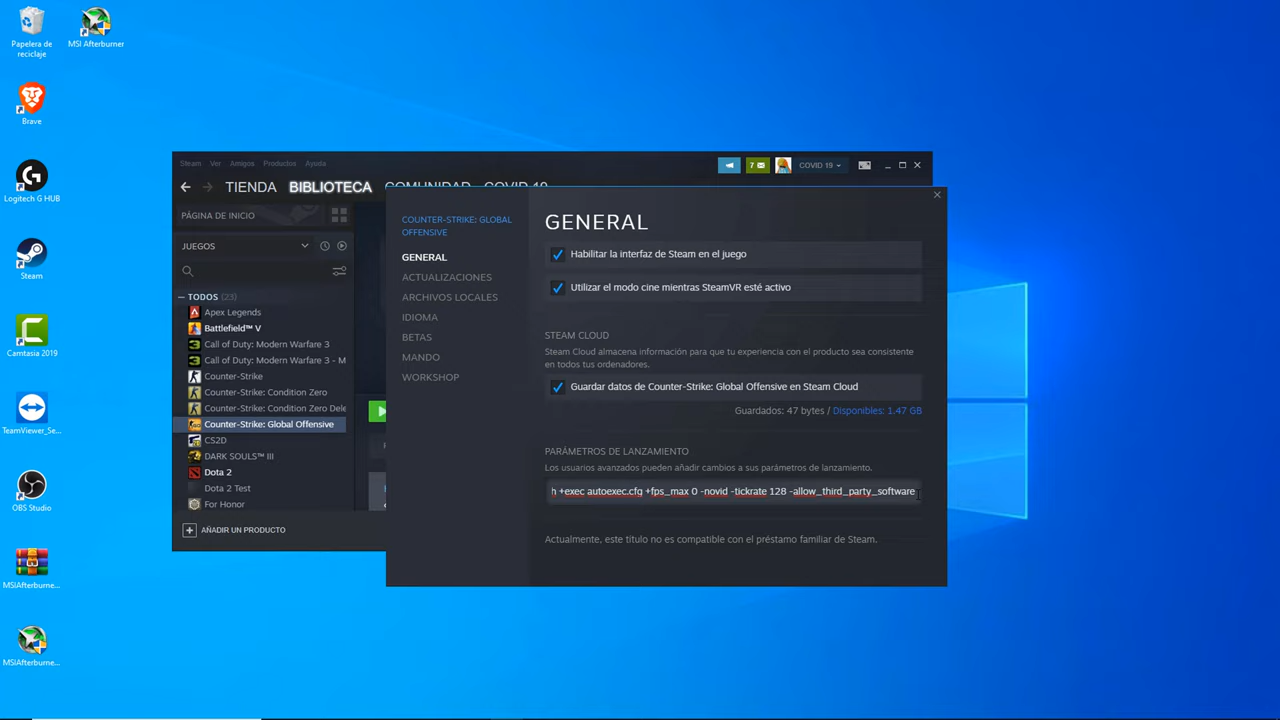 Papelera de
reciclaje
MSI Afterburner
Brave
Logitech G HUB
Steam
Camtasia 2019
TeamViewer_Se...
OBS Studio
MSIAfterburne...
MSIAfterburne...
Steam Ver Amigos Productos Ayuda
7
COVID 19
TIENDA BIBLIOTECA COMUNIDAD COVID 19
PÁGINA DE INICIO
JUEGOS
TODOS (23)
Apex Legends
Battlefield™ V
Call of Duty: Modern Warfare 3
Call of Duty: Modern Warfare 3 - M
Counter-Strike
Counter-Strike: Condition Zero
Counter-Strike: Condition Zero Dele
Counter-Strike: Global Offensive
CS2D
DARK SOULS™ III
Dota 2
Dota 2 Test
For Honor
AÑADIR UN PRODUCTO
COUNTER-STRIKE: GLOBAL
OFFENSIVE
GENERAL
ACTUALIZACIONES
ARCHIVOS LOCALES
IDIOMA
BETAS
MANDO
WORKSHOP
GENERAL
Habilitar la interfaz de Steam en el juego
Utilizar el modo cine mientras SteamVR esté activo
STEAM CLOUD
Steam Cloud almacena información para que tu experiencia con el producto sea consistente
en todos tus ordenadores.
Guardar datos de Counter-Strike: Global Offensive en Steam Cloud
Guardados: 47 bytes / Disponibles: 1.47 GB
PARÁMETROS DE LANZAMIENTO
Los usuarios avanzados pueden añadir cambios a sus parámetros de lanzamiento.
h +exec autoexec.cfg +fps_max 0 -novid -tickrate 128 -allow_third_party_software
Actualmente, este título no es compatible con el préstamo familiar de Steam.